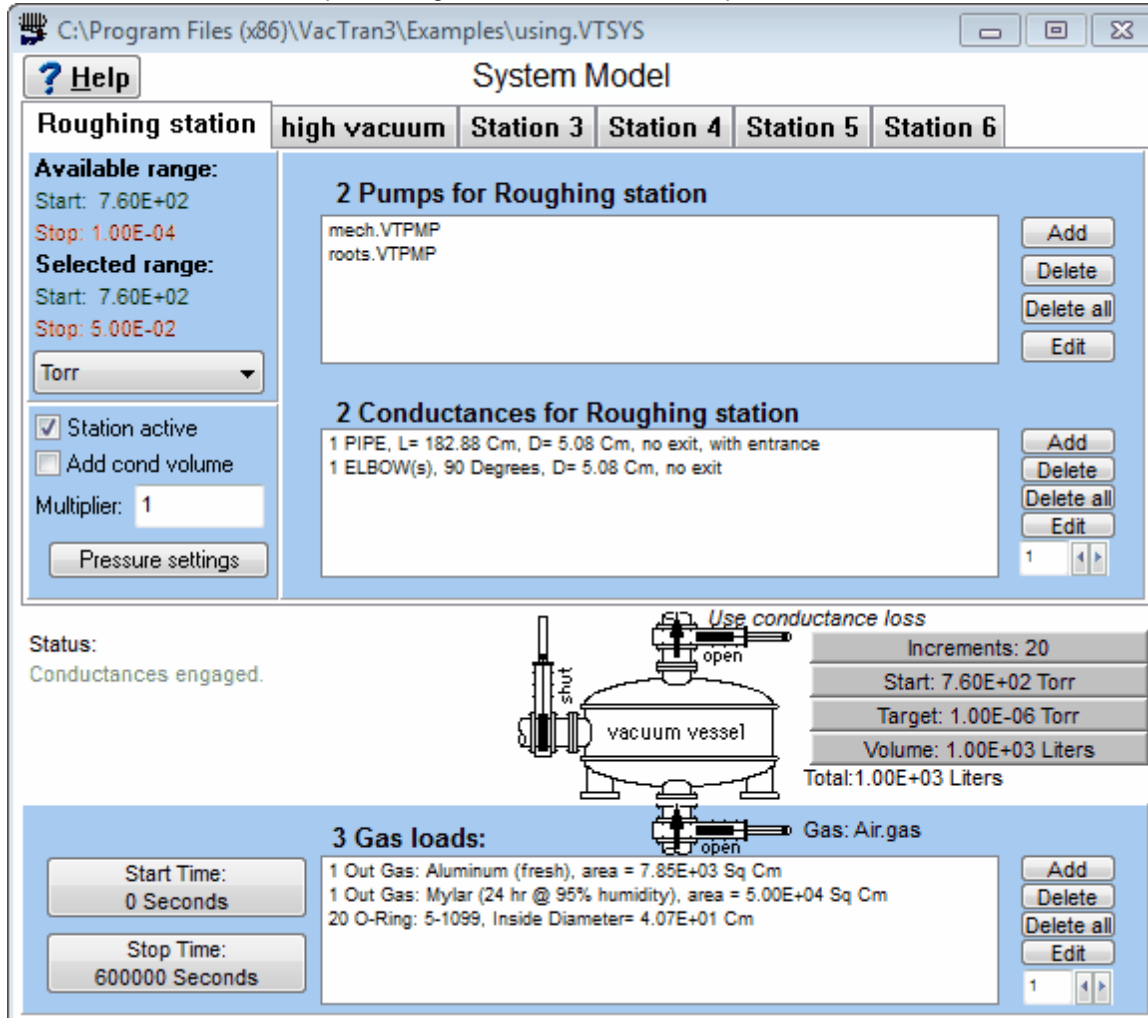 C:\Program Files (x86)\VacTran3\Examples\using.VTSYS
? Help
System Model
Roughing station
high vacuum
Station 3
Station 4
Station 5
Station 6
Available range:
Start: 7.60E+02
Stop: 1.00E-04
Selected range:
Start: 7.60E+02
Stop: 5.00E-02
Torr
Station active
Add cond volume
Multiplier: 1
Pressure settings
2 Pumps for Roughing station
mech.VTPMP
roots.VTPMP
Add
Delete
Delete all
Edit
2 Conductances for Roughing station
1 PIPE, L= 182.88 Cm, D= 5.08 Cm, no exit, with entrance
1 ELBOW(s), 90 Degrees, D= 5.08 Cm, no exit
Add
Delete
Delete all
Edit
1
Status:
Conductances engaged.
Use conductance loss
open
shut
vacuum vessel
open
Increments: 20
Start: 7.60E+02 Torr
Target: 1.00E-06 Torr
Volume: 1.00E+03 Liters
Total:1.00E+03 Liters
Gas: Air.gas
Start Time:
0 Seconds
Stop Time:
600000 Seconds
3 Gas loads:
1 Out Gas: Aluminum (fresh), area = 7.85E+03 Sq Cm
1 Out Gas: Mylar (24 hr @ 95% humidity), area = 5.00E+04 Sq Cm
20 O-Ring: 5-1099, Inside Diameter= 4.07E+01 Cm
Add
Delete
Delete all
Edit
1